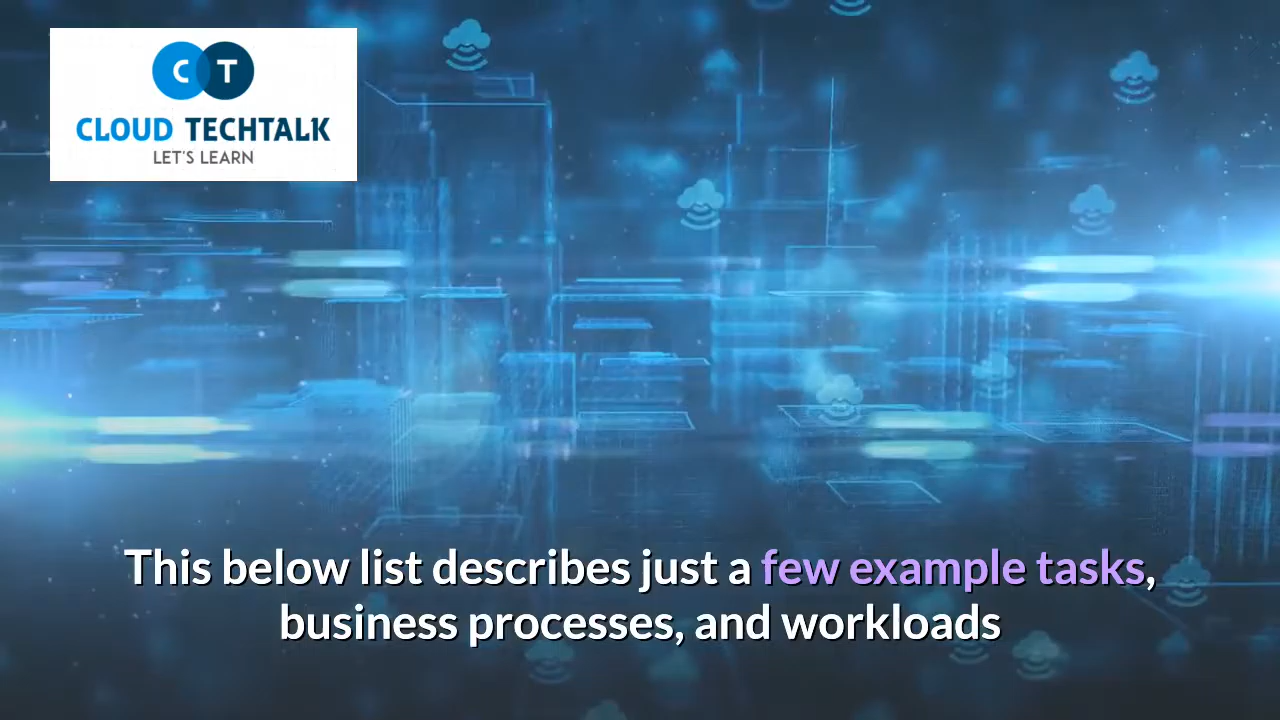 C T
CLOUD TECHTALK
LET'S LEARN
This below list describes just a few example tasks,
business processes, and workloads